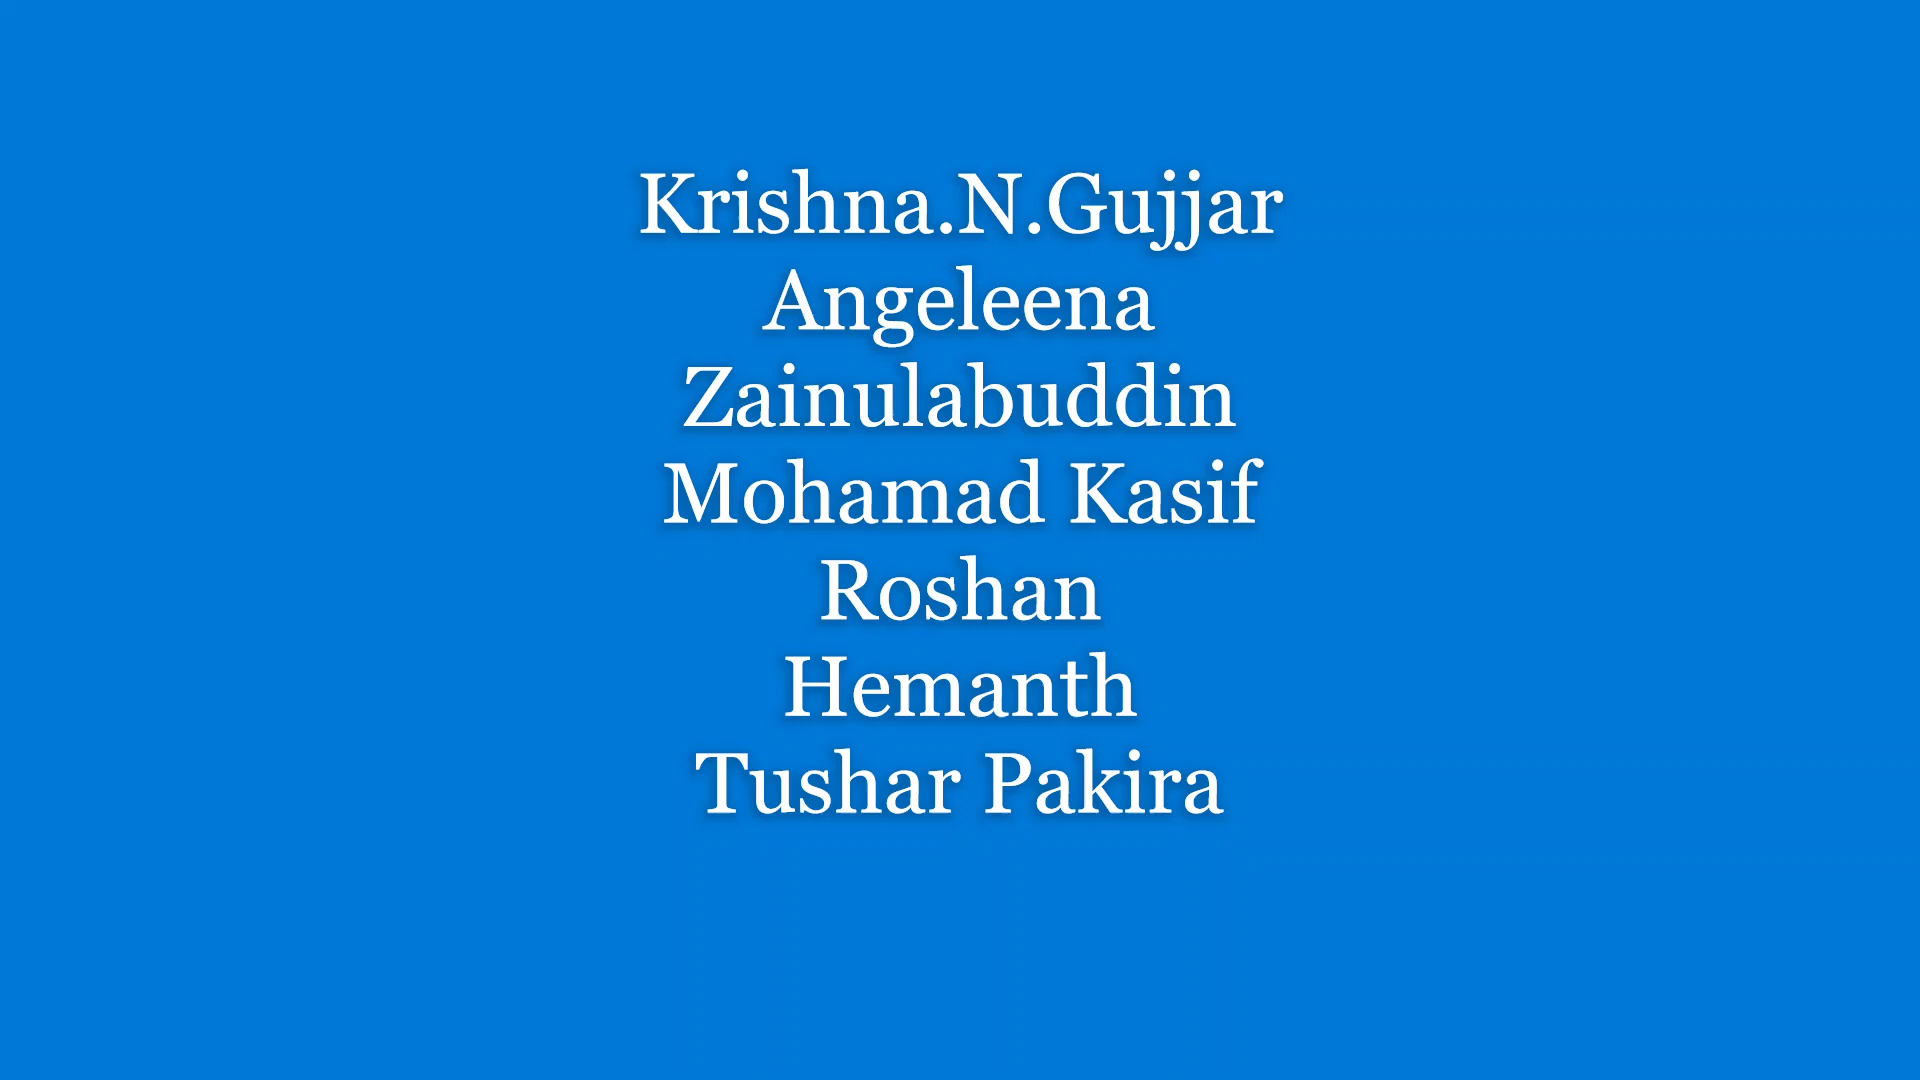 Krishna.N.Gujjar
Angeleena
Zainulabuddin
Mohamad Kasif
Roshan
Hemanth
Tushar Pakira